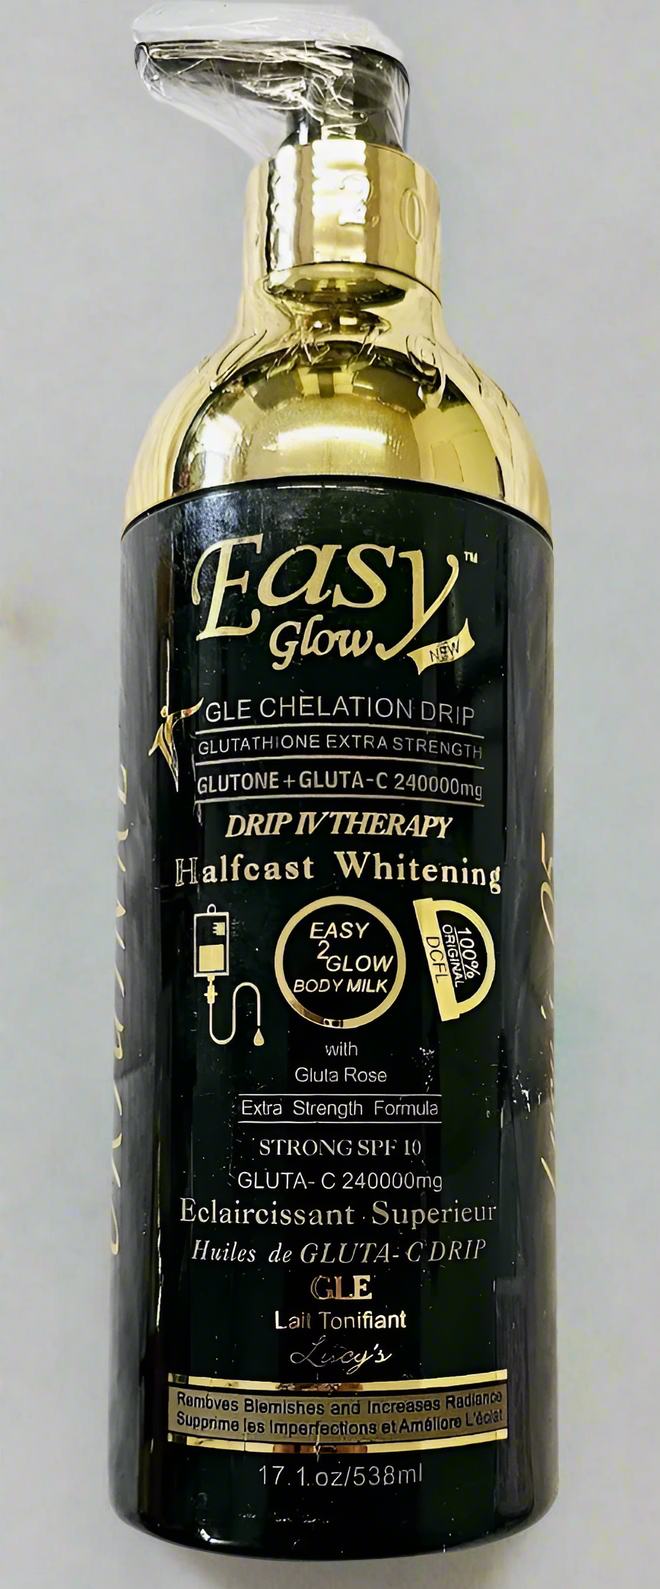 2 0
Easy™
Glow
NEW
GLE CHELATION DRIP
GLUTATHIONE EXTRA STRENGTH
GLUTONE+GLUTA-C 240000mg
DRIP IV THERAPY
Halfcast Whitening
EASY
2
GLOW
BODY MILK
100%
ORIGINAL
DCFL
with
Gluta Rose
Extra Strength Formula
STRONG SPF 10
GLUTA- C 240000mg
Eclaircissant Superieur
Huiles de GLUTA- C DRIP
GLE
Lait Tonifiant
Lucy's
Removes Blemishes and Increases Radiance
Supprime les Imperfections et Améliore L'éclat
17.1.oz/538ml